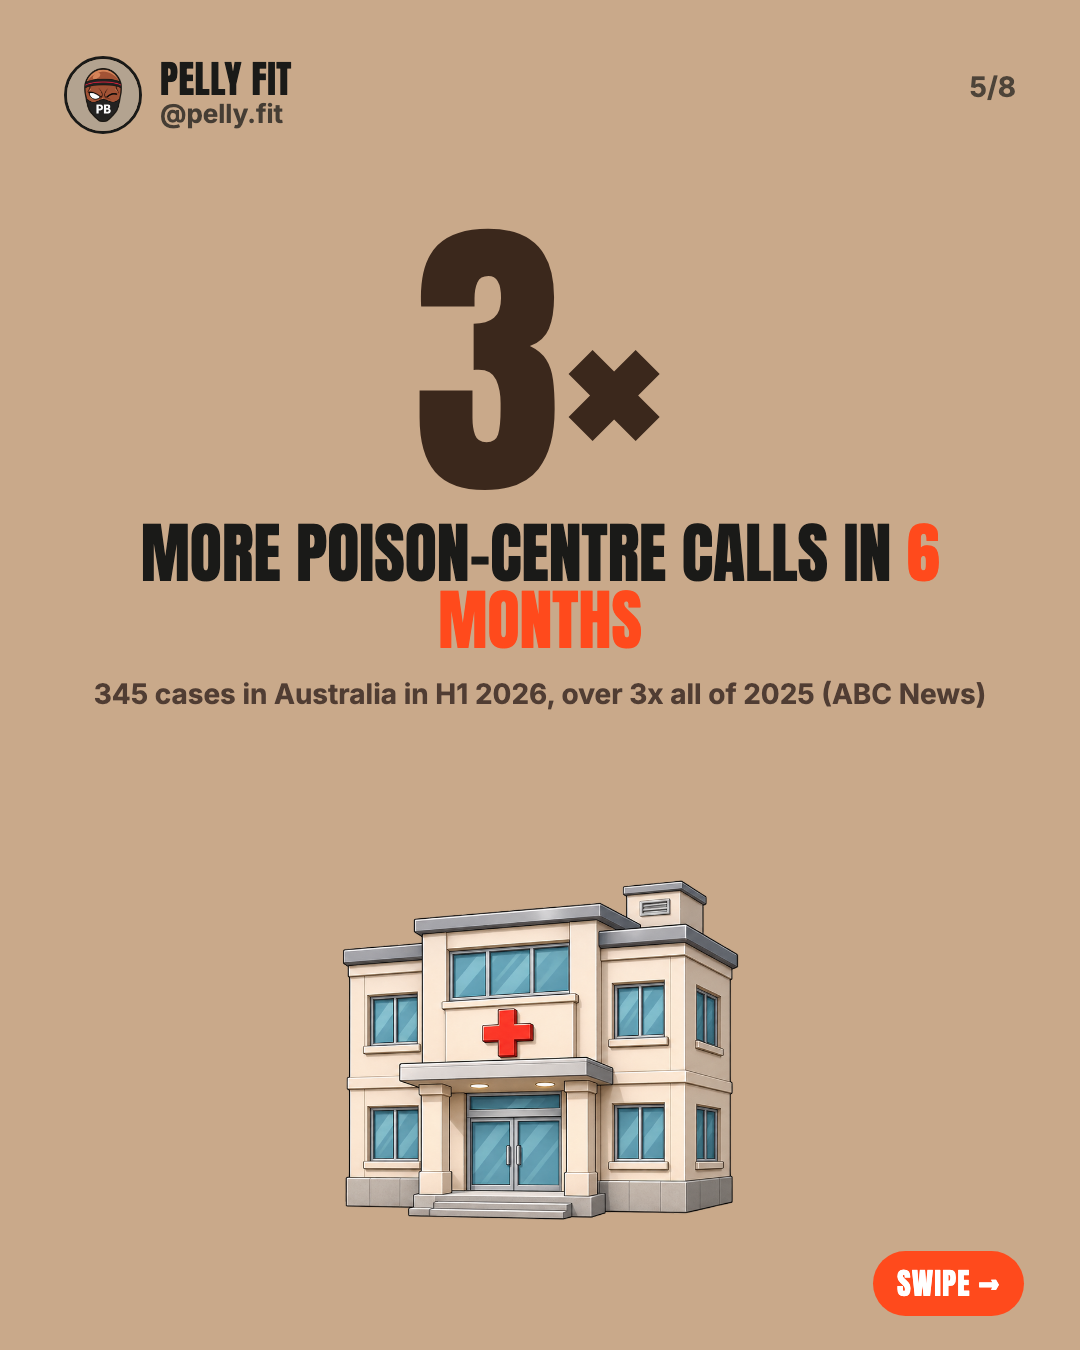 PELLY FIT
@pelly.fit
PB
5/8
3×
MORE POISON-CENTRE CALLS IN 6
MONTHS
345 cases in Australia in H1 2026, over 3x all of 2025 (ABC News)
SWIPE →